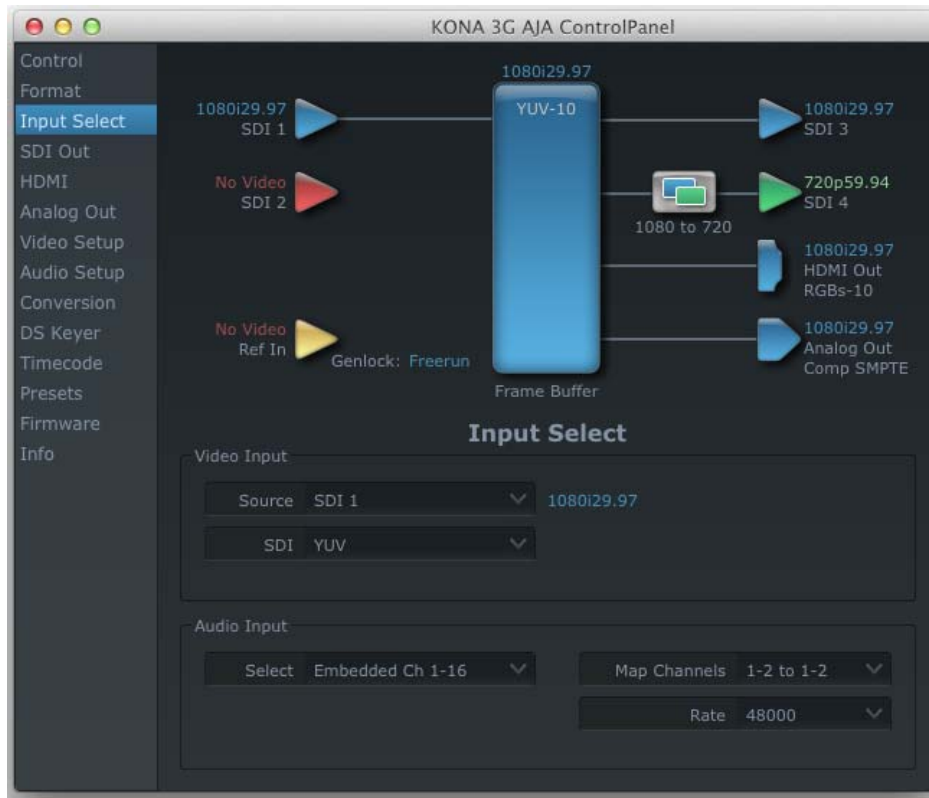 KONA 3G AJA ControlPanel
Control
Format
Input Select
SDI Out
HDMI
Analog Out
Video Setup
Audio Setup
Conversion
DS Keyer
Timecode
Presets
Firmware
Info
1080i29.97
YUV-10
1080i29.97
SDI 1
No Video
SDI 2
No Video
Ref In
Genlock: Freerun
Frame Buffer
1080i29.97
SDI 3
1080 to 720
720p59.94
SDI 4
1080i29.97
HDMI Out
RGBs-10
1080i29.97
Analog Out
Comp SMPTE
Input Select
Video Input
Source SDI 1 1080i29.97
SDI YUV
Audio Input
Select Embedded Ch 1-16
Map Channels 1-2 to 1-2
Rate 48000